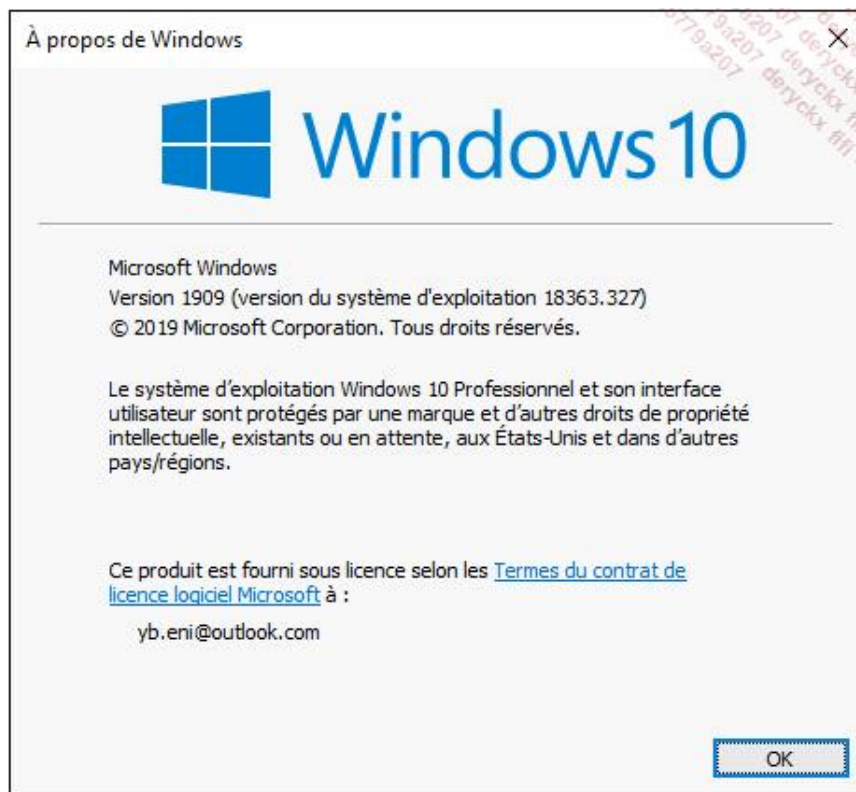 À propos de Windows
Windows 10
Microsoft Windows
Version 1909 (version du système d'exploitation 18363.327)
© 2019 Microsoft Corporation. Tous droits réservés.
Le système d’exploitation Windows 10 Professionnel et son interface
utilisateur sont protégés par une marque et d’autres droits de propriété
intellectuelle, existants ou en attente, aux États-Unis et dans d’autres
pays/régions.
Ce produit est fourni sous licence selon les Termes du contrat de
licence logiciel Microsoft à :
yb.eni@outlook.com
OK